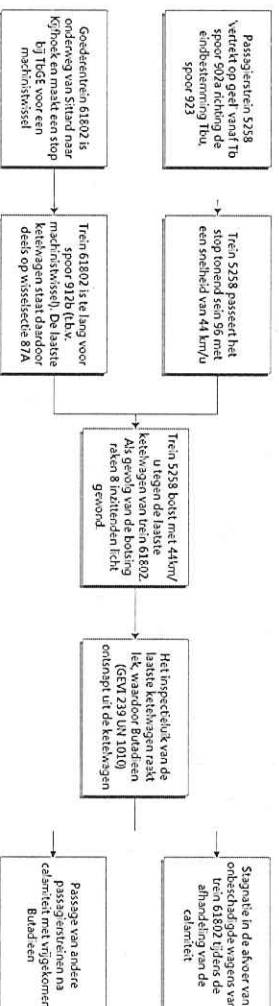 Passagierstrein 5258
vertrekt op geel vanaf Tb
spoor 902a richting de
eindbestemming Tbu,
spoor 923
Goederentrein 61802 is
onderweg van Sittard naar
Kijfhoek en maakt een stop
bij TbGE voor een
machinistwissel
Trein 5258 passeert het
stop tonend sein 96 met
een snelheid van 44 km/u
Trein 61802 is te lang voor
spoor 912b (t.b.v.
machinistwissel). De laatste
ketelwagen staat daardoor
deels op wisselsectie 87A
Trein 5258 botst met 44km/
u tegen de laatste
ketelwagen van trein 61802.
Als gevolg van de botsing
raken 8 inzittenden licht
gewond.
Het inspectieluik van de
laatste ketelwagen raakt
lek, waardoor Butadieen
(GEVI 239 UN 1010)
ontsnapt uit de ketelwagen
Stagnatie in de afvoer van
onbeschadigde wagens van
trein 61802 tijdens de
afhandeling van de
calamiteit
Passage van andere
passagierstreinen na
calamiteit met vrijgekomen
Butadieen